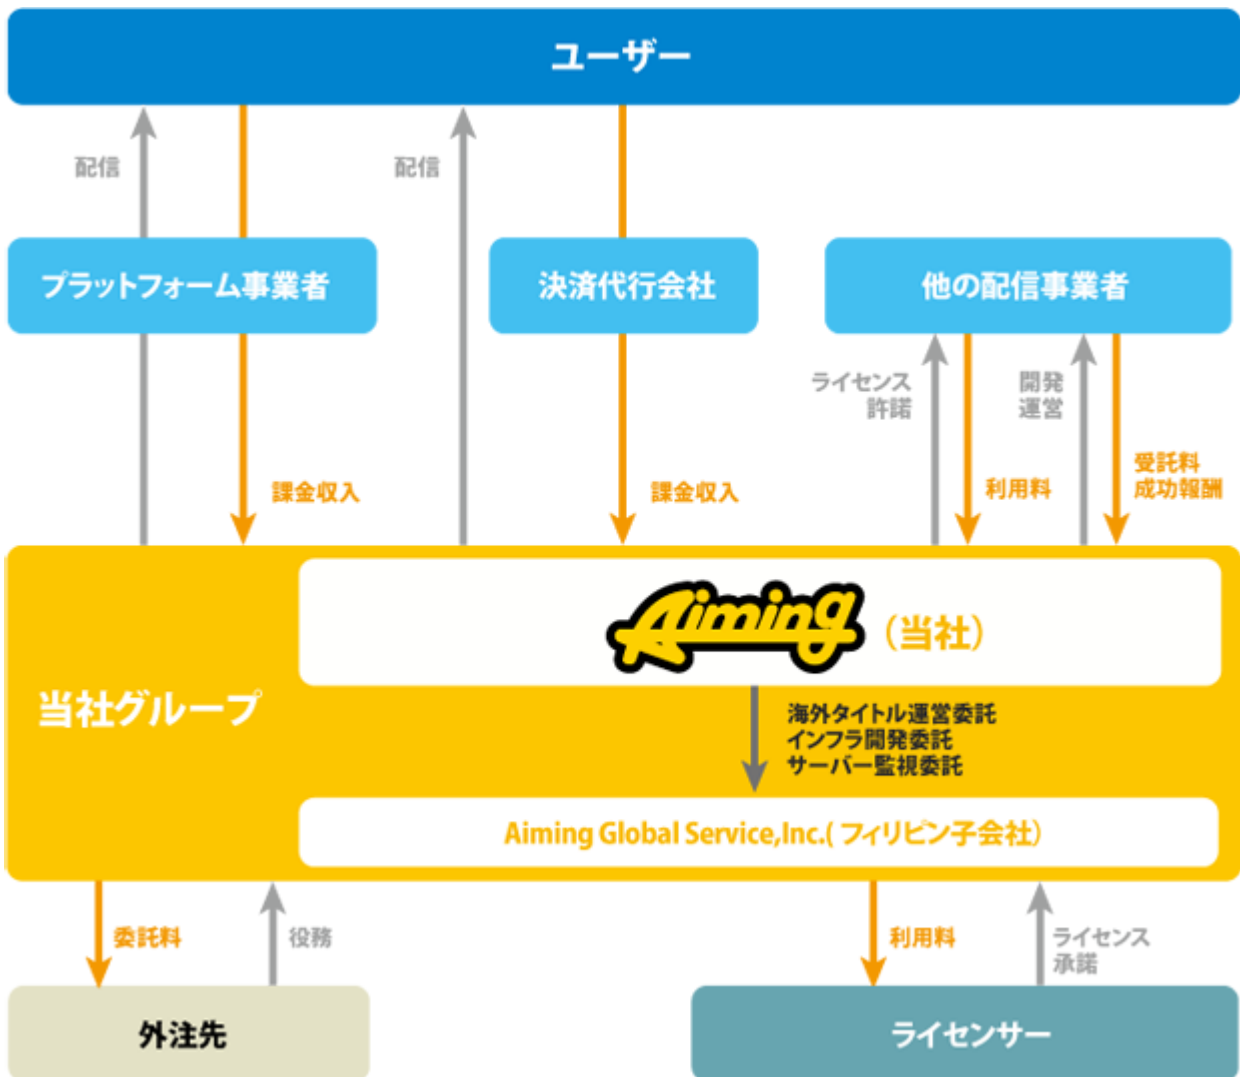 ユーザー
配信
配信
プラットフォーム事業者
決済代行会社
他の配信事業者
ライセンス
許諾
開発
運営
課金収入
課金収入
利用料
受託料
成功報酬
Aiming(当社)
当社グループ
海外タイトル運営委託
インフラ開発委託
サーバー監視委託
Aiming Global Service,Inc.(フィリピン子会社)
委託料
役務
利用料
ライセンス
承諾
外注先
ライセンサー